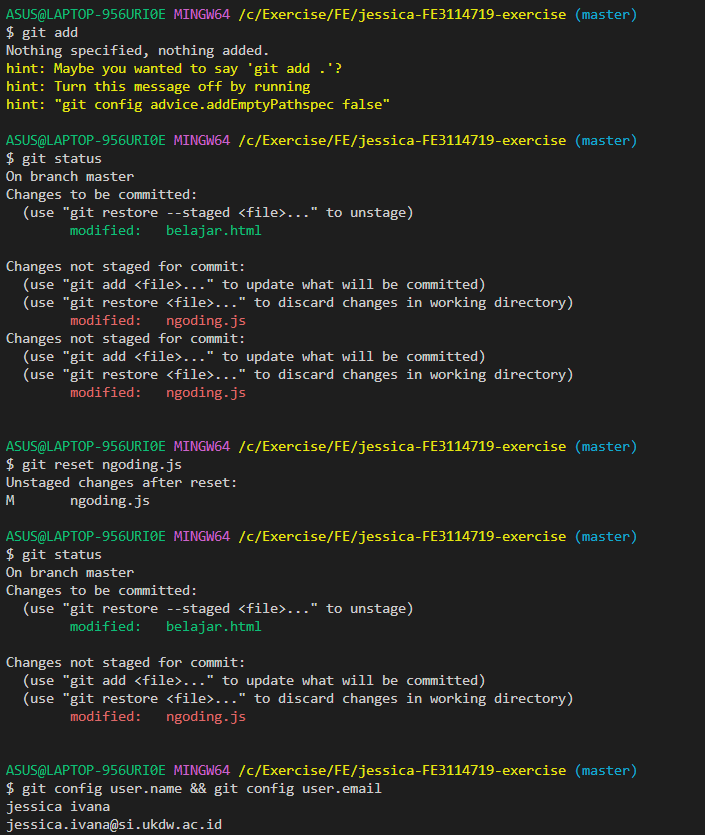 ASUS@LAPTOP-956URI0E MINGW64 /c/Exercise/FE/jessica-FE3114719-exercise (master)
$ git add
Nothing specified, nothing added.
hint: Maybe you wanted to say 'git add .'?
hint: Turn this message off by running
hint: "git config advice.addEmptyPathspec false"

ASUS@LAPTOP-956URI0E MINGW64 /c/Exercise/FE/jessica-FE3114719-exercise (master)
$ git status
On branch master
Changes to be committed:
  (use "git restore --staged <file>..." to unstage)
        modified:   belajar.html

Changes not staged for commit:
  (use "git add <file>..." to update what will be committed)
  (use "git restore <file>..." to discard changes in working directory)
        modified:   ngoding.js
Changes not staged for commit:
  (use "git add <file>..." to update what will be committed)
  (use "git restore <file>..." to discard changes in working directory)
        modified:   ngoding.js

ASUS@LAPTOP-956URI0E MINGW64 /c/Exercise/FE/jessica-FE3114719-exercise (master)
$ git reset ngoding.js
Unstaged changes after reset:
M       ngoding.js

ASUS@LAPTOP-956URI0E MINGW64 /c/Exercise/FE/jessica-FE3114719-exercise (master)
$ git status
On branch master
Changes to be committed:
  (use "git restore --staged <file>..." to unstage)
        modified:   belajar.html

Changes not staged for commit:
  (use "git add <file>..." to update what will be committed)
  (use "git restore <file>..." to discard changes in working directory)
        modified:   ngoding.js

ASUS@LAPTOP-956URI0E MINGW64 /c/Exercise/FE/jessica-FE3114719-exercise (master)
$ git config user.name && git config user.email
jessica ivana
jessica.ivana@si.ukdw.ac.id